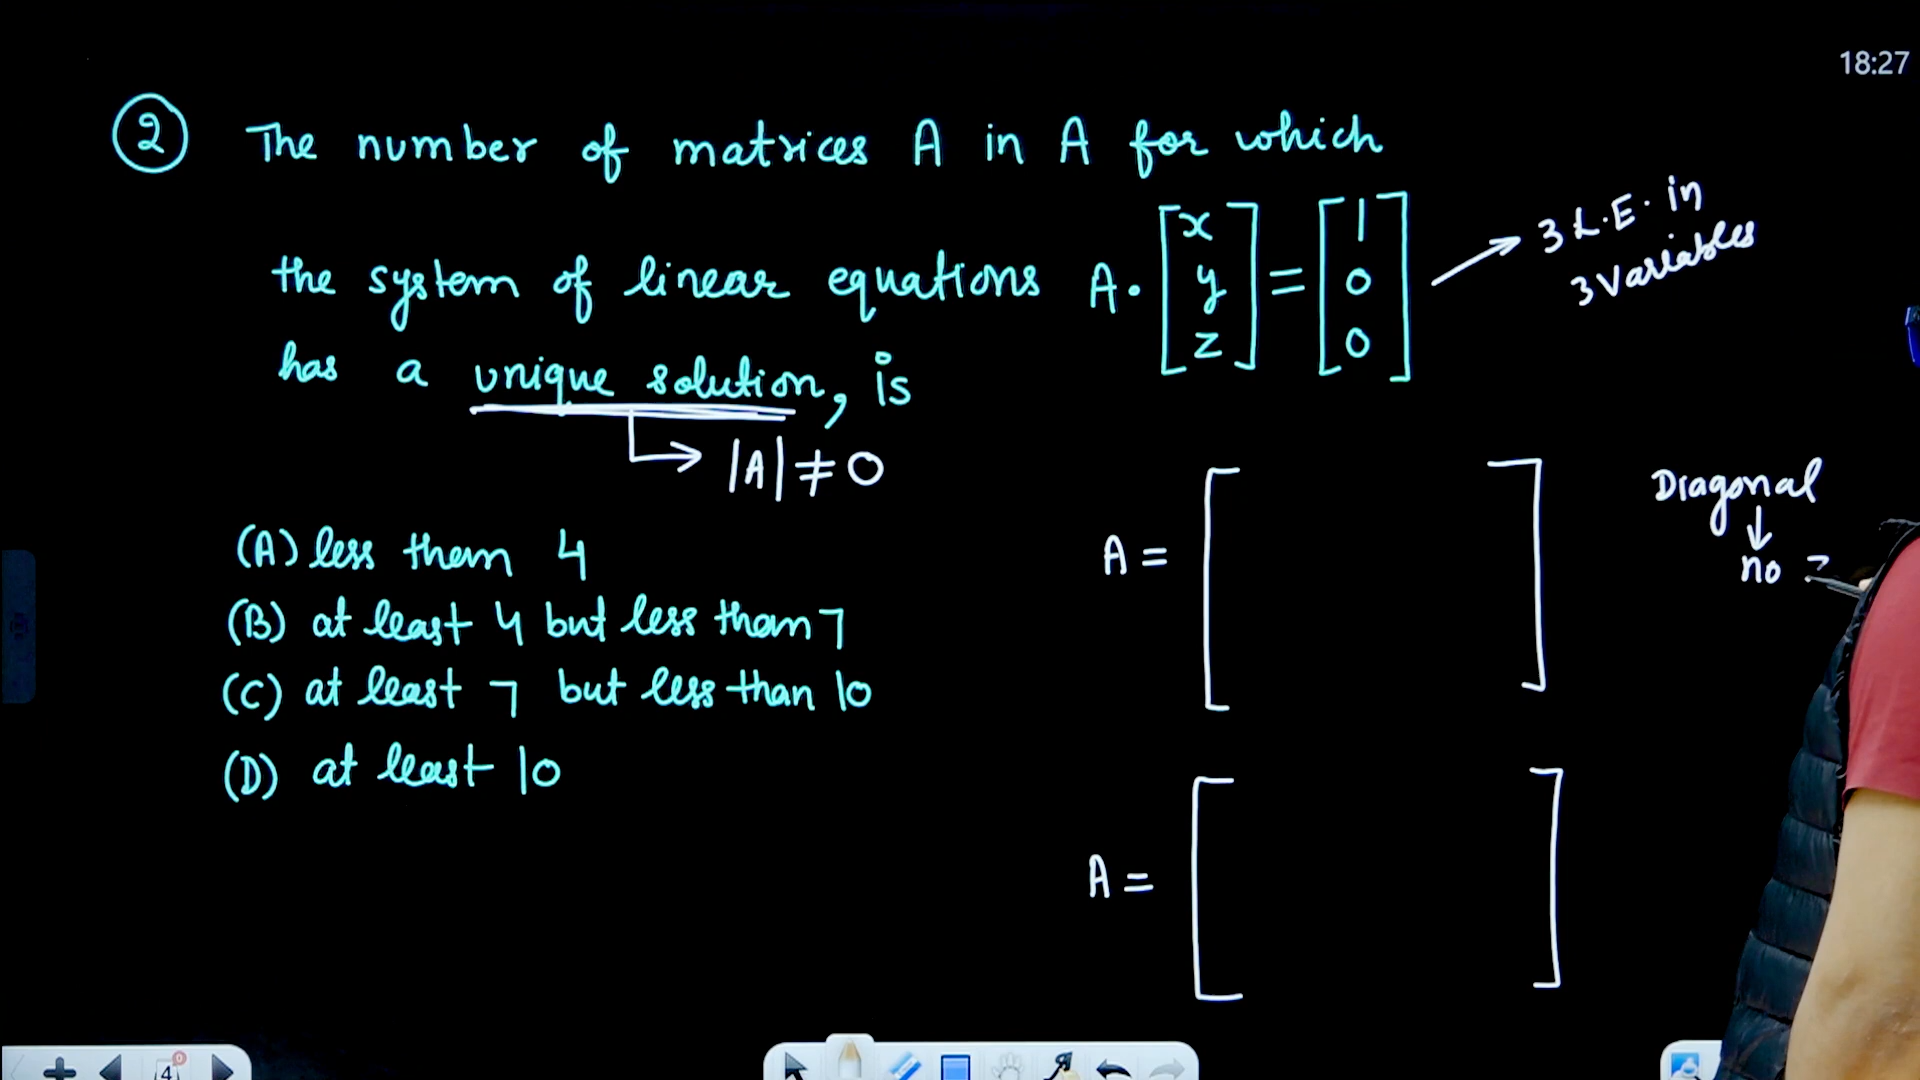 18:27
② The number of matrices A in A for which
the system of linear equations A · [x y z] = [1 0 0] → 3 L.E. in 3 Variables
has a unique solution, is
→ |A| ≠ 0
(A) less them 4
(B) at least 4 but less than 7
(C) at least 7 but less than 10
(D) at least 10
A = [ ]
Diagonal
↓
no
A = [ ]
4